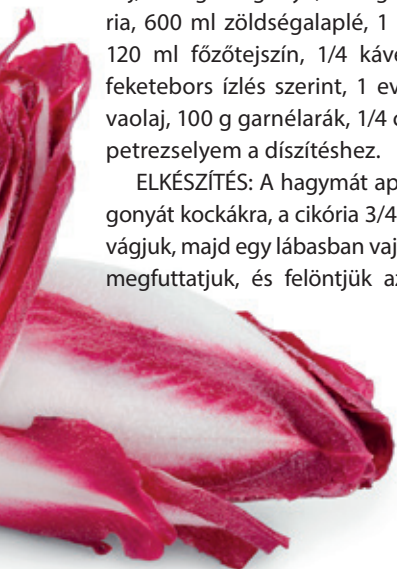 ria, 600 ml zöldségalaplé, 1
120 ml főzőtejszín, 1/4 káv
feketebors ízlés szerint, 1 ev
vaolaj, 100 g garnélarák, 1/4
petrezselyem a díszítéshez.
ELKÉSZÍTÉS: A hagymát ap
gonyát kockákra, a cikória 3/4
vágjuk, majd egy lábasban vaj
megfuttatjuk, és felöntjük az